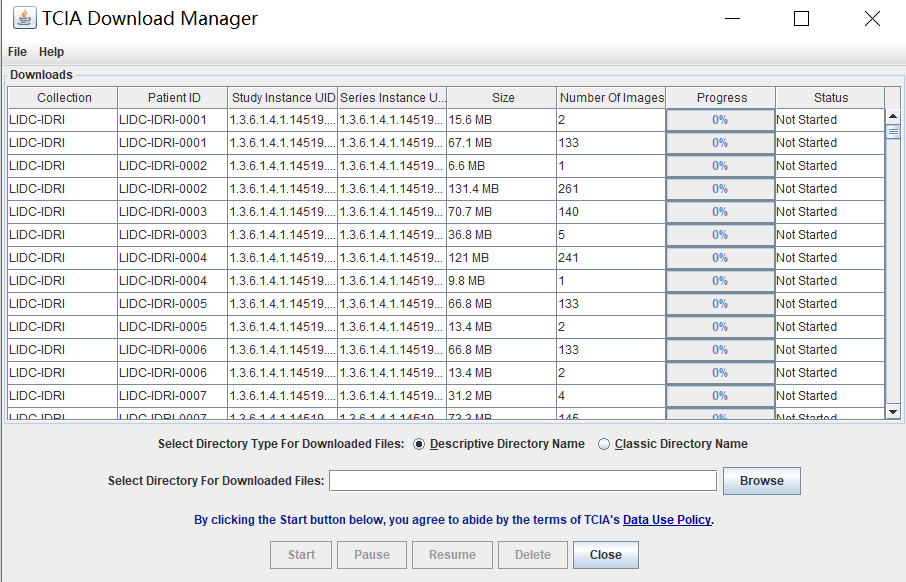 TCIA Download Manager
File Help
Downloads
Collection Patient ID Study Instance UID Series Instance U... Size Number Of Images Progress Status
LIDC-IDRI LIDC-IDRI-0001 1.3.6.1.4.1.14519.... 1.3.6.1.4.1.14519... 15.6 MB 2 0% Not Started
LIDC-IDRI LIDC-IDRI-0001 1.3.6.1.4.1.14519.... 1.3.6.1.4.1.14519... 67.1 MB 133 0% Not Started
LIDC-IDRI LIDC-IDRI-0002 1.3.6.1.4.1.14519.... 1.3.6.1.4.1.14519... 6.6 MB 1 0% Not Started
LIDC-IDRI LIDC-IDRI-0002 1.3.6.1.4.1.14519.... 1.3.6.1.4.1.14519... 131.4 MB 261 0% Not Started
LIDC-IDRI LIDC-IDRI-0003 1.3.6.1.4.1.14519.... 1.3.6.1.4.1.14519... 70.7 MB 140 0% Not Started
LIDC-IDRI LIDC-IDRI-0003 1.3.6.1.4.1.14519.... 1.3.6.1.4.1.14519... 36.8 MB 5 0% Not Started
LIDC-IDRI LIDC-IDRI-0004 1.3.6.1.4.1.14519.... 1.3.6.1.4.1.14519... 121 MB 241 0% Not Started
LIDC-IDRI LIDC-IDRI-0004 1.3.6.1.4.1.14519.... 1.3.6.1.4.1.14519... 9.8 MB 1 0% Not Started
LIDC-IDRI LIDC-IDRI-0005 1.3.6.1.4.1.14519.... 1.3.6.1.4.1.14519... 66.8 MB 133 0% Not Started
LIDC-IDRI LIDC-IDRI-0005 1.3.6.1.4.1.14519.... 1.3.6.1.4.1.14519... 13.4 MB 2 0% Not Started
LIDC-IDRI LIDC-IDRI-0006 1.3.6.1.4.1.14519.... 1.3.6.1.4.1.14519... 66.8 MB 133 0% Not Started
LIDC-IDRI LIDC-IDRI-0006 1.3.6.1.4.1.14519.... 1.3.6.1.4.1.14519... 13.4 MB 2 0% Not Started
LIDC-IDRI LIDC-IDRI-0007 1.3.6.1.4.1.14519.... 1.3.6.1.4.1.14519... 31.2 MB 4 0% Not Started
LIDC-IDRI LIDC-IDRI-0007 1.3.6.1.4.1.14519.... 1.3.6.1.4.1.14519... 73.3 MB 145 0% Not Started
Select Directory Type For Downloaded Files: Descriptive Directory Name Classic Directory Name
Select Directory For Downloaded Files: Browse
By clicking the Start button below, you agree to abide by the terms of TCIA's Data Use Policy.
Start Pause Resume Delete Close